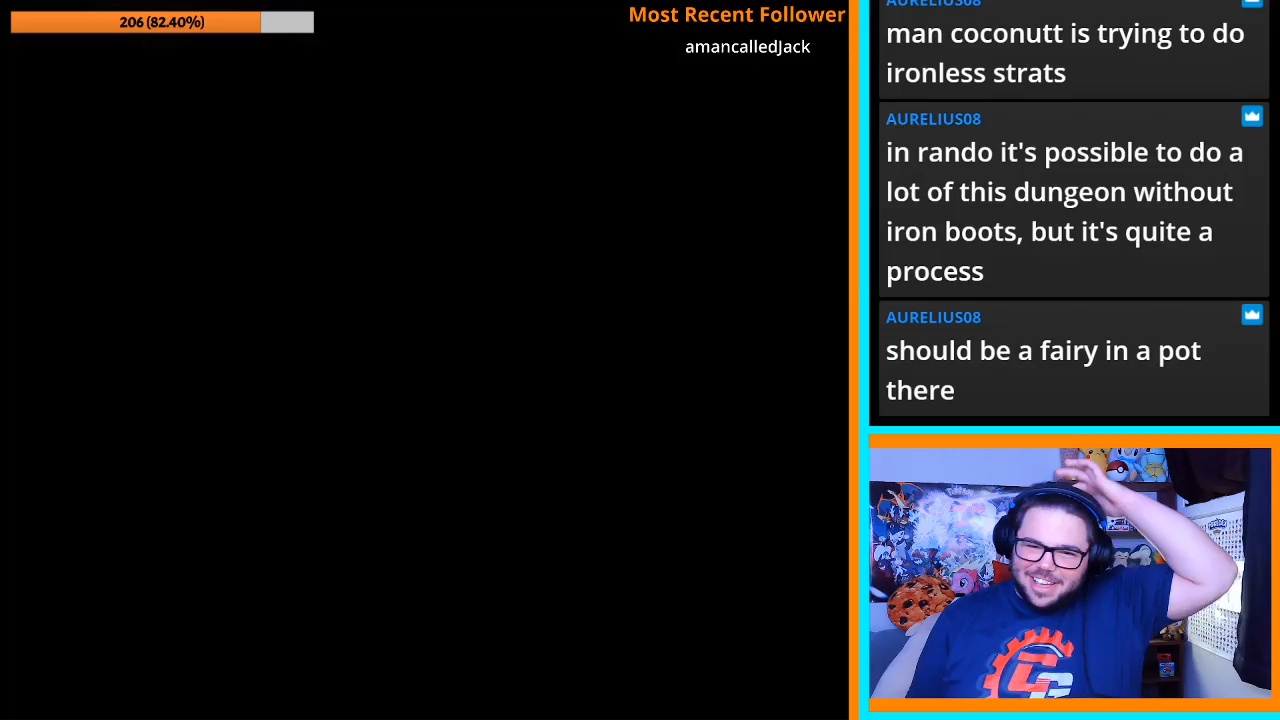 206 (82.40%)
Most Recent Follower
amancalledJack
AURELIUS08
man coconutt is trying to do
ironless strats
AURELIUS08
in rando it's possible to do a
lot of this dungeon without
iron boots, but it's quite a
process
AURELIUS08
should be a fairy in a pot
there